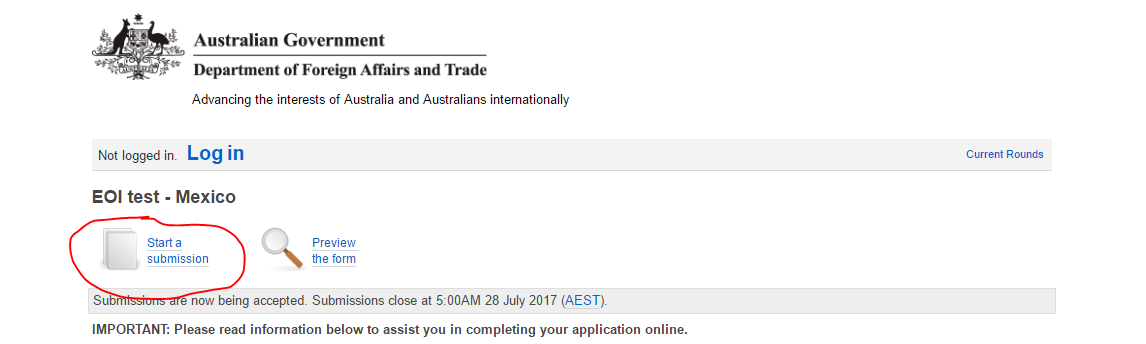 Australian Government
Department of Foreign Affairs and Trade
Advancing the interests of Australia and Australians internationally
Not logged in. Log in
Current Rounds
EOI test - Mexico
Start a
submission
Preview
the form
Submissions are now being accepted. Submissions close at 5:00AM 28 July 2017 (AEST).
IMPORTANT: Please read information below to assist you in completing your application online.